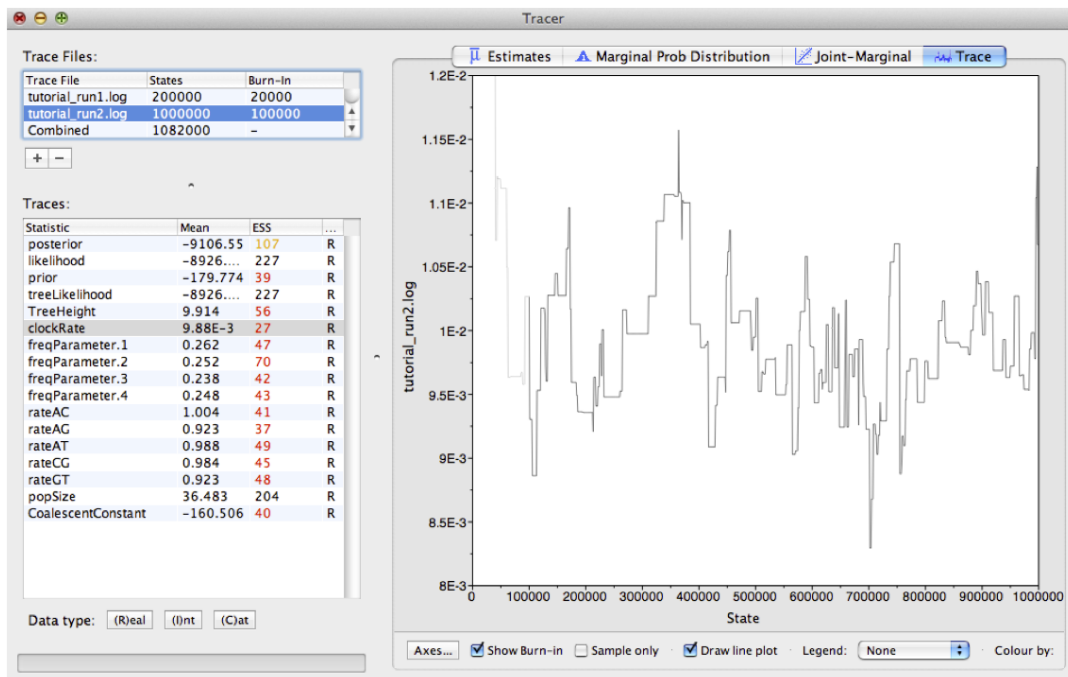 Tracer
Trace Files:
Trace File States Burn-In
tutorial_run1.log 200000 20000
tutorial_run2.log 1000000 100000
Combined 1082000 -
+ -
Traces:
Statistic Mean ESS ...
posterior -9106.55 107 R
likelihood -8926.... 227 R
prior -179.774 39 R
treeLikelihood -8926.... 227 R
TreeHeight 9.914 56 R
clockRate 9.88E-3 27 R
freqParameter.1 0.262 47 R
freqParameter.2 0.252 70 R
freqParameter.3 0.238 42 R
freqParameter.4 0.248 43 R
rateAC 1.004 41 R
rateAG 0.923 37 R
rateAT 0.988 49 R
rateCG 0.984 45 R
rateGT 0.923 48 R
popSize 36.483 204 R
CoalescentConstant -160.506 40 R
Data type: (R)eal (I)nt (C)at
μ Estimates Marginal Prob Distribution Joint-Marginal Trace
1.2E-2
1.15E-2
1.1E-2
1.05E-2
1E-2
9.5E-3
9E-3
8.5E-3
8E-3
tutorial_run2.log
0 100000 200000 300000 400000 500000 600000 700000 800000 900000 1000000
State
Axes... Show Burn-in Sample only Draw line plot Legend: None Colour by: